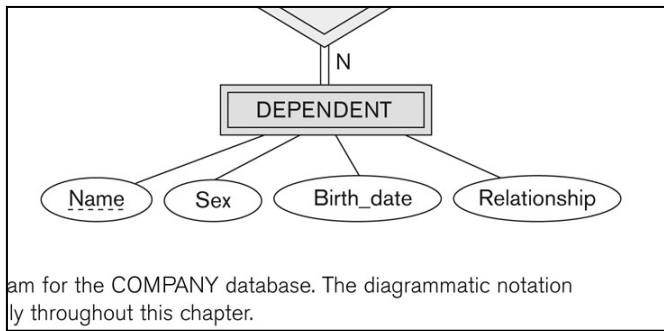 N
DEPENDENT
Name Sex Birth_date Relationship
am for the COMPANY database. The diagrammatic notation
ly throughout this chapter.